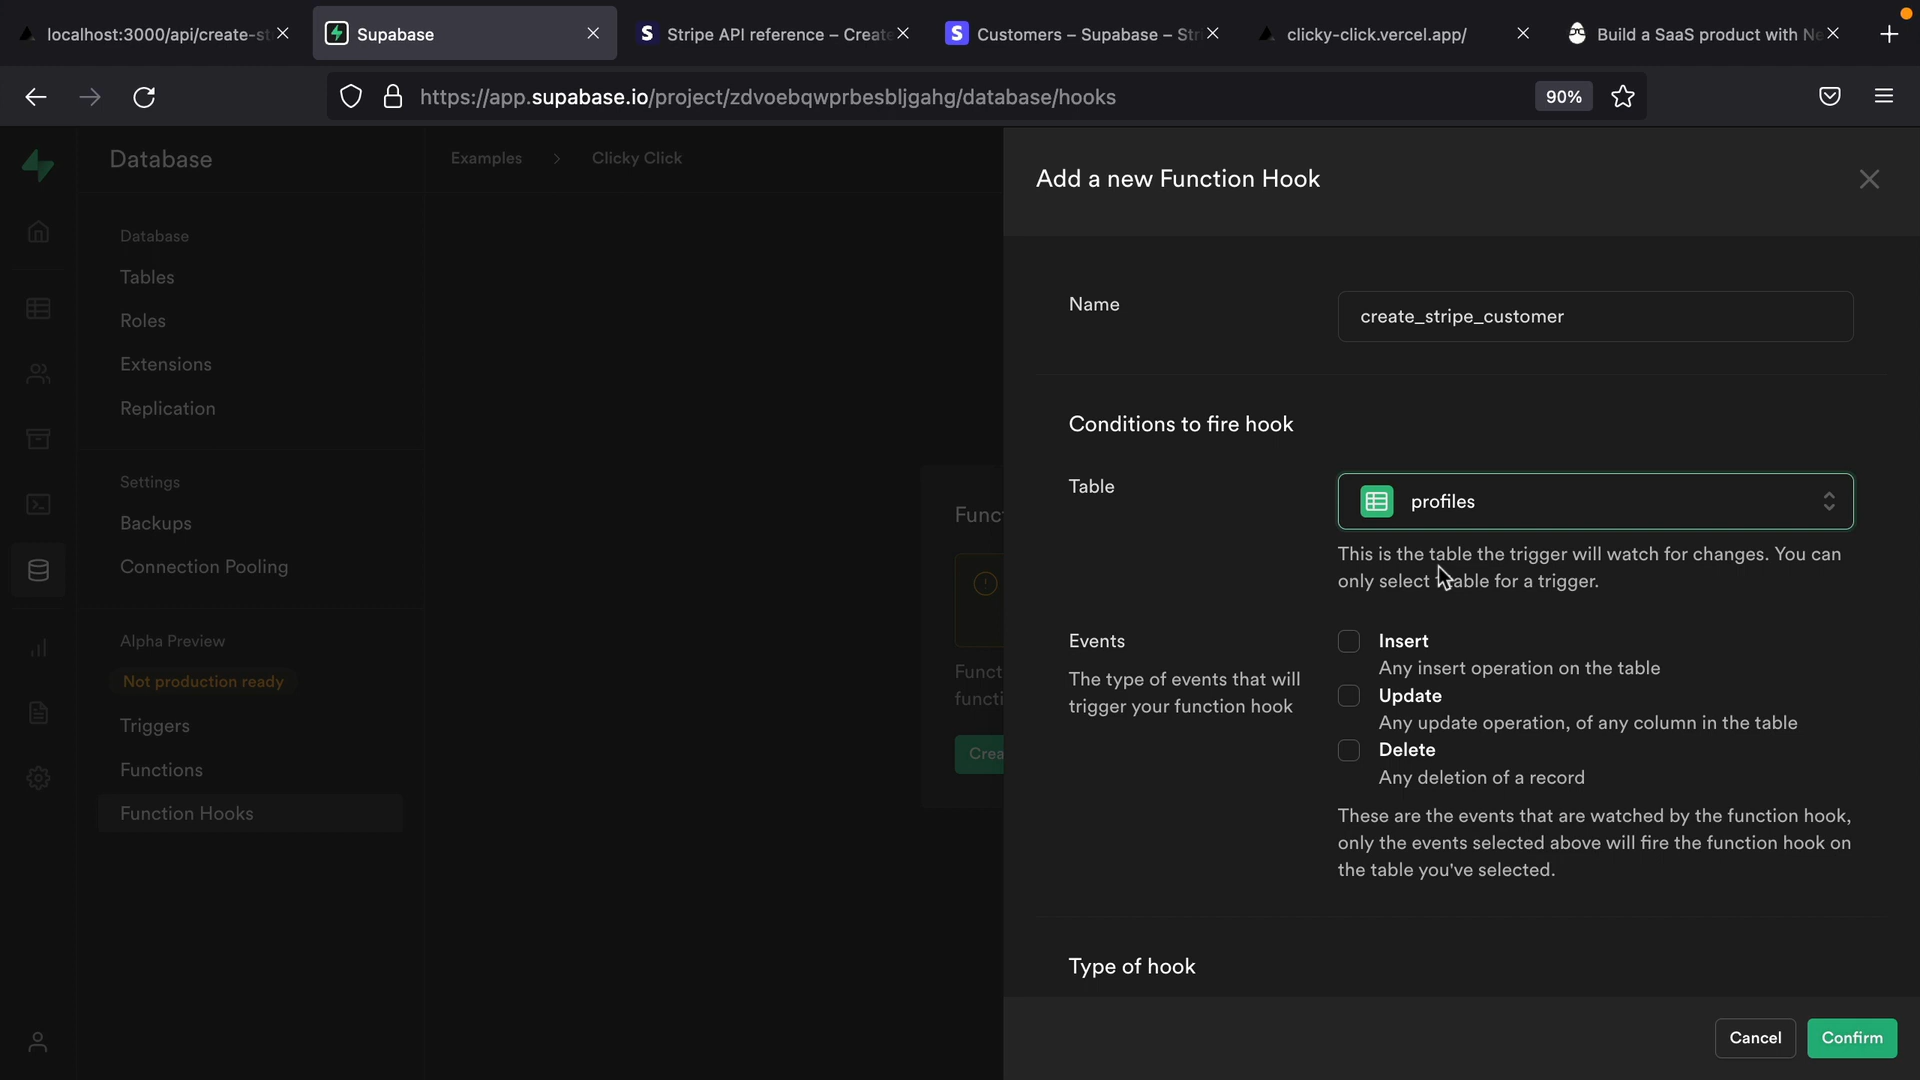 localhost:3000/api/create-st
Supabase
Stripe API reference – Create
Customers – Supabase – Stri
clicky-click.vercel.app/
Build a SaaS product with Ne
https://app.supabase.io/project/zdvoebqwprbesbljgahg/database/hooks
90%
Database
Examples > Clicky Click
Database
Tables
Roles
Extensions
Replication
Settings
Backups
Connection Pooling
Alpha Preview
Not production ready
Triggers
Functions
Function Hooks
Func
Funct
functi
Crea
Add a new Function Hook
Name
create_stripe_customer
Conditions to fire hook
Table
profiles
This is the table the trigger will watch for changes. You can
only select 1 table for a trigger.
Events
The type of events that will
trigger your function hook
Insert
Any insert operation on the table
Update
Any update operation, of any column in the table
Delete
Any deletion of a record
These are the events that are watched by the function hook,
only the events selected above will fire the function hook on
the table you've selected.
Type of hook
Cancel
Confirm